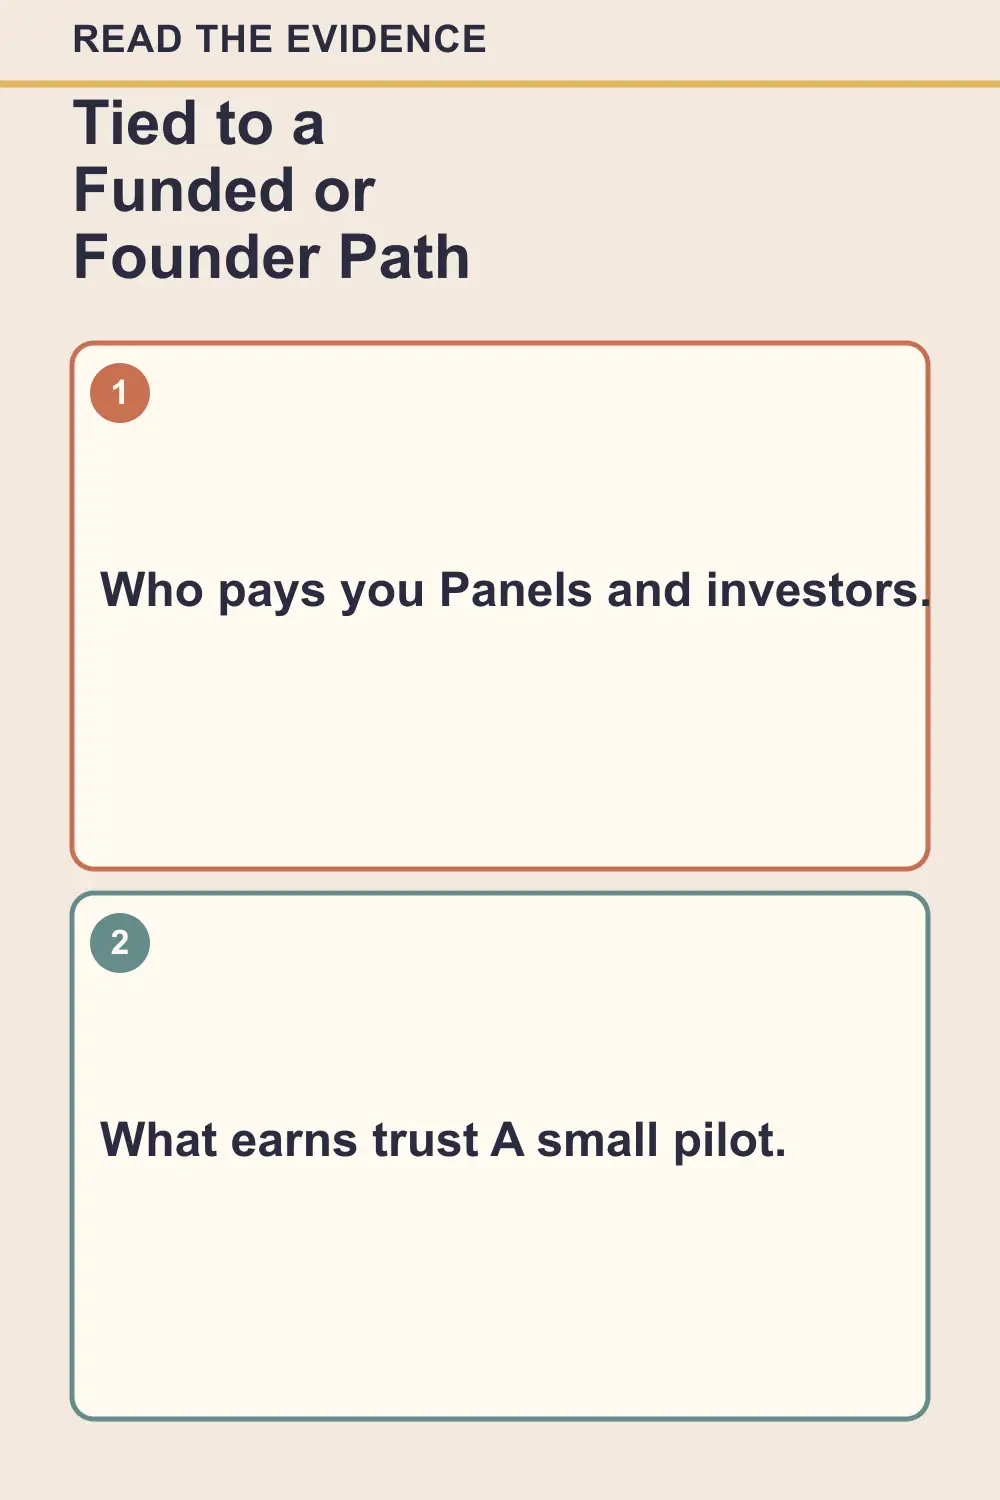 READ THE EVIDENCE
Tied to a
Funded or
Founder Path
1
Who pays you Panels and investors.
2
What earns trust A small pilot.